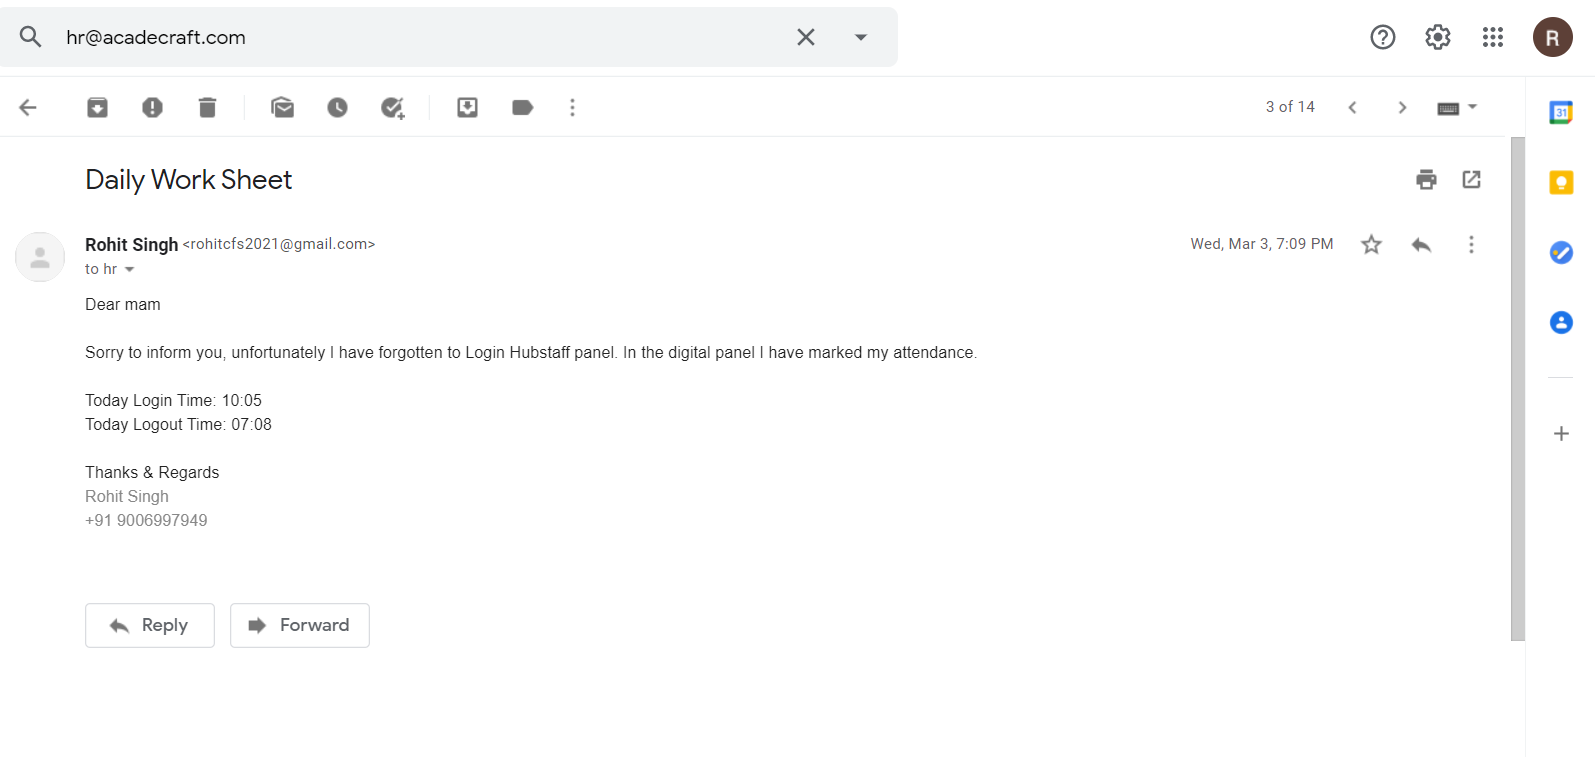 hr@acadecraft.com
R
3 of 14
31
Daily Work Sheet
Rohit Singh <rohitcfs2021@gmail.com>
Wed, Mar 3, 7:09 PM
to hr
Dear mam
Sorry to inform you, unfortunately I have forgotten to Login Hubstaff panel. In the digital panel I have marked my attendance.
Today Login Time: 10:05
Today Logout Time: 07:08
Thanks & Regards
Rohit Singh
+91 9006997949
Reply
Forward